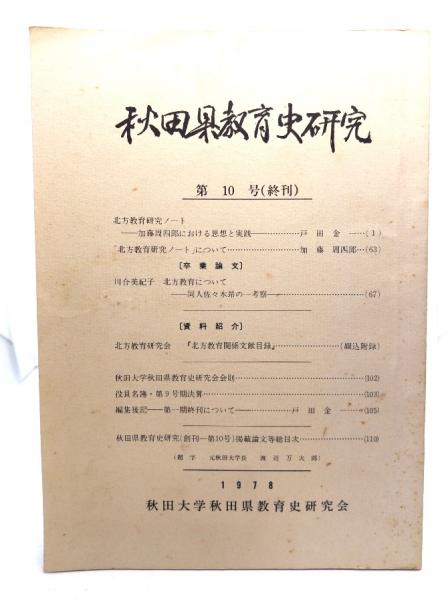 秋田県教育史研究
第 10 号(終刊)
北方教育研究ノート
――加藤周四郎における思想と実践――……………戸田金一…(1)
「北方教育研究ノート」について……………………加藤周四郎…(63)
〔卒業論文〕
川合美紀子 北方教育について
――同人佐々木昂の一考察――……………………(67)
〔資料紹介〕
北方教育研究会 『北方教育関係文献目録』……………(綴込附録)
秋田大学秋田県教育史研究会会則……………………(102)
役員名簿・第9号期決算……………………(103)
編集後記――第一期終刊について――……………戸田金一…(105)
秋田県教育史研究(創刊―第10号)掲載論文等総目次……………(110)
(題字 元秋田大学長 渡辺万次郎)
1978
秋田大学秋田県教育史研究会